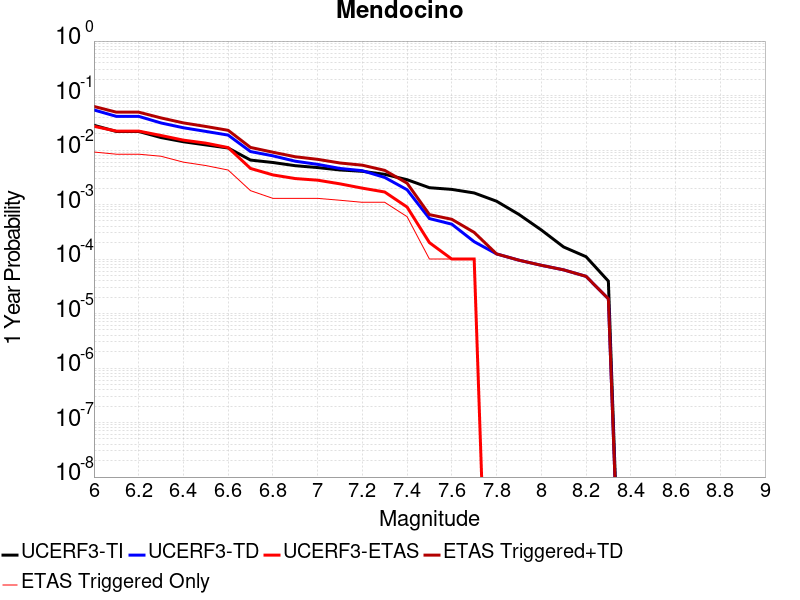 Mendocino
10^0
10^-1
10^-2
10^-3
10^-4
10^-5
10^-6
10^-7
10^-8
1 Year Probability
6 6.2 6.4 6.6 6.8 7 7.2 7.4 7.6 7.8 8 8.2 8.4 8.6 8.8 9
Magnitude
UCERF3-TI UCERF3-TD UCERF3-ETAS ETAS Triggered+TD
ETAS Triggered Only